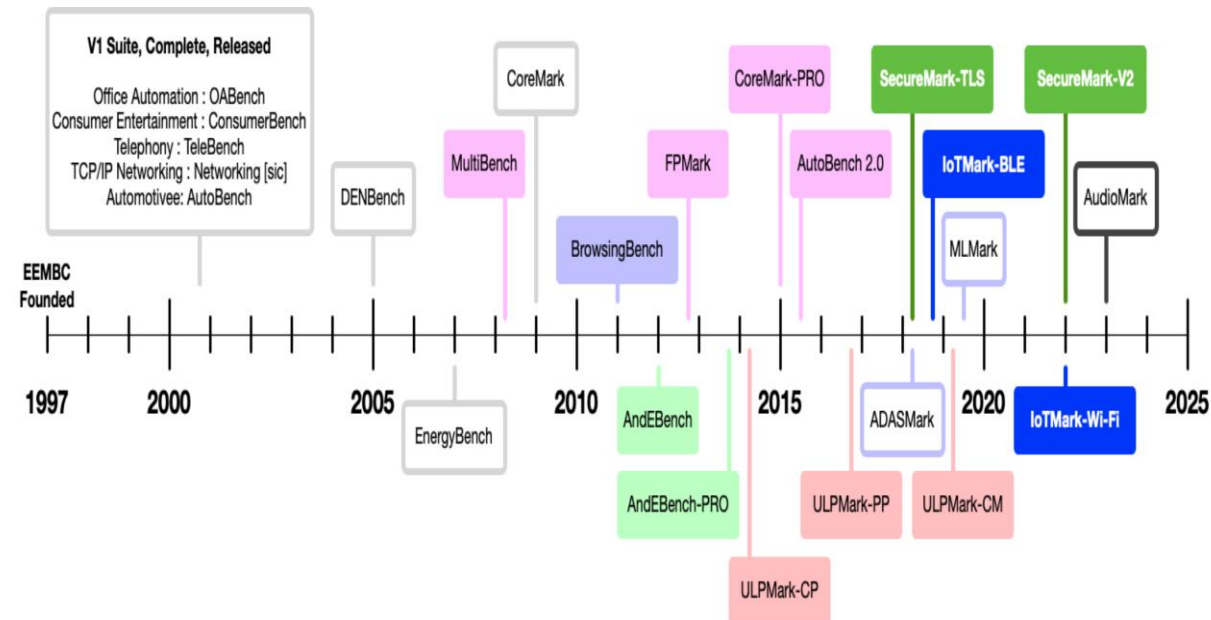 V1 Suite, Complete, Released
Office Automation : OABench
Consumer Entertainment : ConsumerBench
Telephony : TeleBench
TCP/IP Networking : Networking [sic]
Automotivee: AutoBench
CoreMark
CoreMark-PRO
SecureMark-TLS
SecureMark-V2
MultiBench
FPMark
AutoBench 2.0
IoTMark-BLE
DENBench
AudioMark
BrowsingBench
MLMark
EEMBC
Founded
1997
2000
2005
2010
2015
2020
2025
EnergyBench
AndEBench
ADASMark
IoTMark-Wi-Fi
AndEBench-PRO
ULPMark-PP
ULPMark-CM
ULPMark-CP